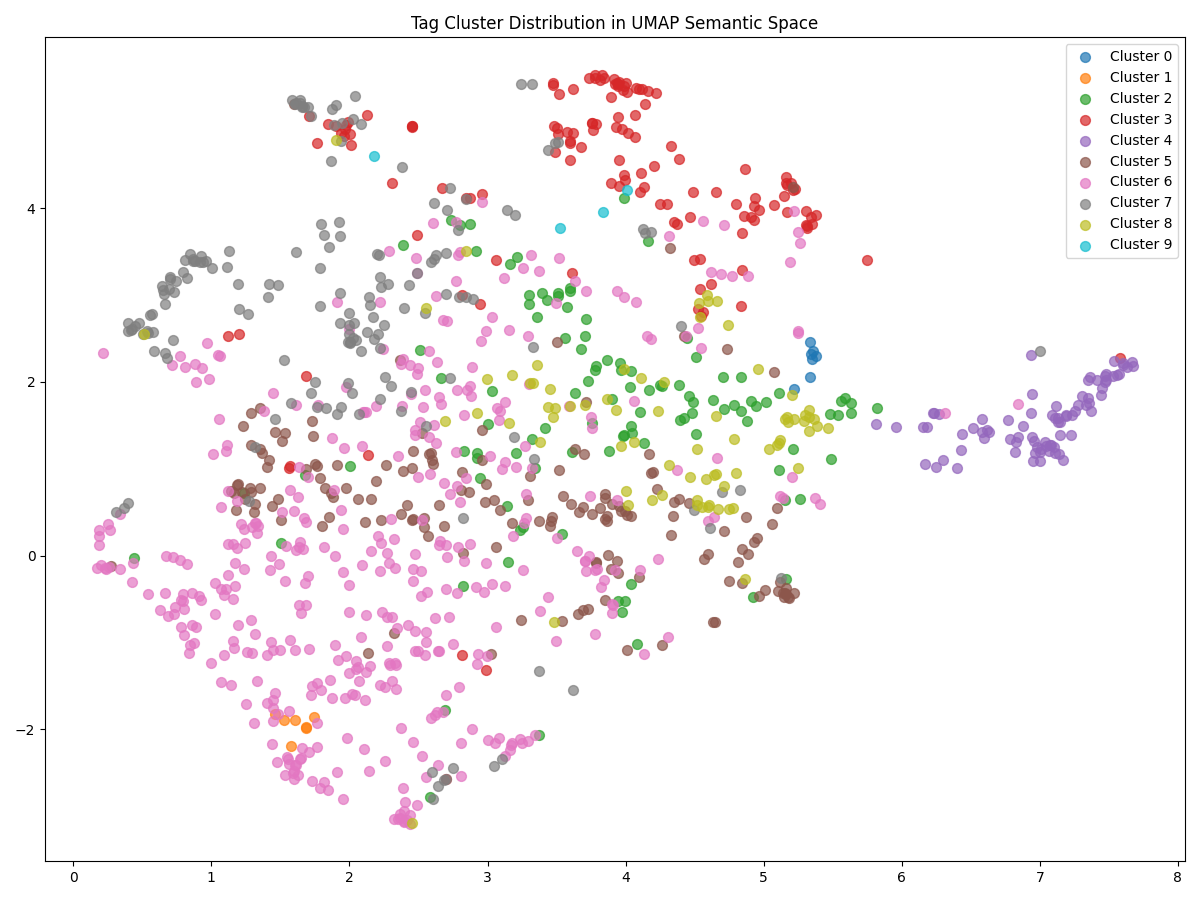 Tag Cluster Distribution in UMAP Semantic Space
Cluster 0
Cluster 1
Cluster 2
Cluster 3
Cluster 4
Cluster 5
Cluster 6
Cluster 7
Cluster 8
Cluster 9
4
2
0
−2
0 1 2 3 4 5 6 7 8